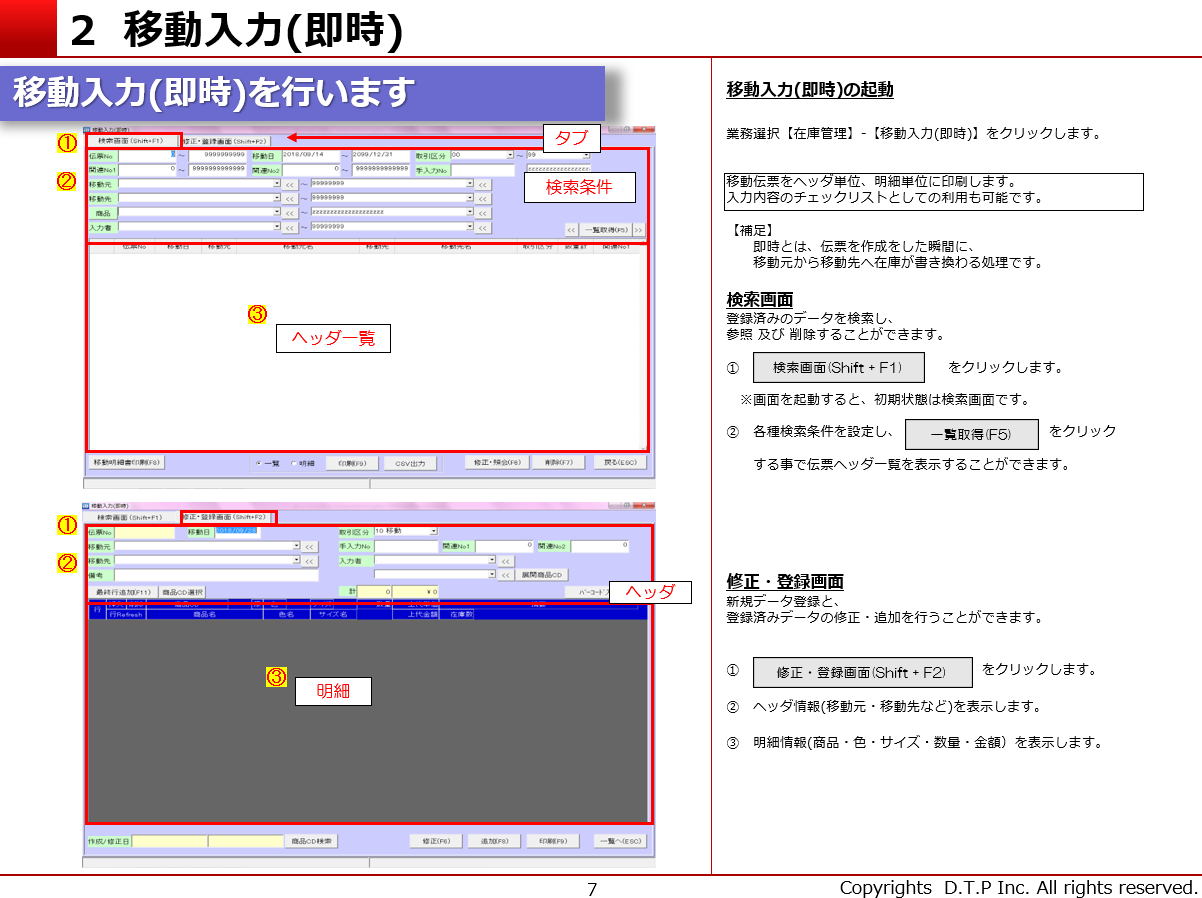 2 移動入力(即時)
移動入力(即時)を行います
移動入力(即時)
① 検索画面(Shift+F1) 修正・登録画面(Shift+F2) タブ
伝票No ～ 9999999999 移動日 2018/09/14 ～ 2099/12/31 取引区分 00 ～ 99
関連No1 0 ～ 9999999999999 関連No2 0 ～ 9999999999999 手入力No
② 検索条件
移動元 << ～ 99999999 <<
移動先 << ～ 99999999 <<
商品 << ～ zzzzzzzzzzzzzzzzzzzz <<
入力者 << ～ 99999999 << << 一覧取得(F5) >>
伝票No 移動日 移動元 移動元名 移動先 移動先名 取引区分 数量計 関連No1
③
ヘッダ一覧
移動明細書印刷(F8) 一覧 明細 印刷(F9) CSV出力 修正・照会(F6) 削除(F7) 戻る(ESC)
移動入力(即時)
① 検索画面(Shift+F1) 修正・登録画面(Shift+F2)
伝票No 移動日 取引区分 10 移動
移動元 << 手入力No 関連No1 0 関連No2 0
② 移動先 << 入力者 <<
備考 << 展開商品CD
最終行追加(F11) 商品CD選択 計 0 ¥0
ヘッダ
行 行Refresh 商品名 色名 サイズ名 上代金額 在庫数
③
明細
作成/修正日 商品CD検索 修正(F6) 追加(F8) 印刷(F9) 一覧へ(ESC)
移動入力(即時)の起動
業務選択【在庫管理】-【移動入力(即時)】をクリックします。
移動伝票をヘッダ単位、明細単位に印刷します。
入力内容のチェックリストとしての利用も可能です。
【補足】
即時とは、伝票を作成をした瞬間に、
移動元から移動先へ在庫が書き換わる処理です。
検索画面
登録済みのデータを検索し、
参照 及び 削除することができます。
① 検索画面(Shift + F1) をクリックします。
※画面を起動すると、初期状態は検索画面です。
② 各種検索条件を設定し、 一覧取得(F5) をクリック
する事で伝票ヘッダ一覧を表示することができます。
修正・登録画面
新規データ登録と、
登録済みデータの修正・追加を行うことができます。
① 修正・登録画面(Shift + F2) をクリックします。
② ヘッダ情報(移動元・移動先など)を表示します。
③ 明細情報(商品・色・サイズ・数量・金額）を表示します。
7
Copyrights D.T.P Inc. All rights reserved.